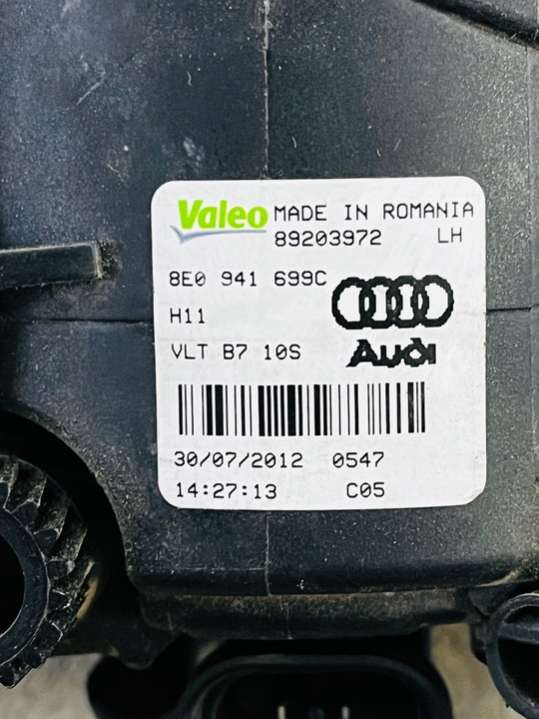 Valeo MADE IN ROMANIA
89203972 LH
8E0 941 699C
H11
VLT B7 10S
Audi
30/07/2012 0547
14:27:13 C05